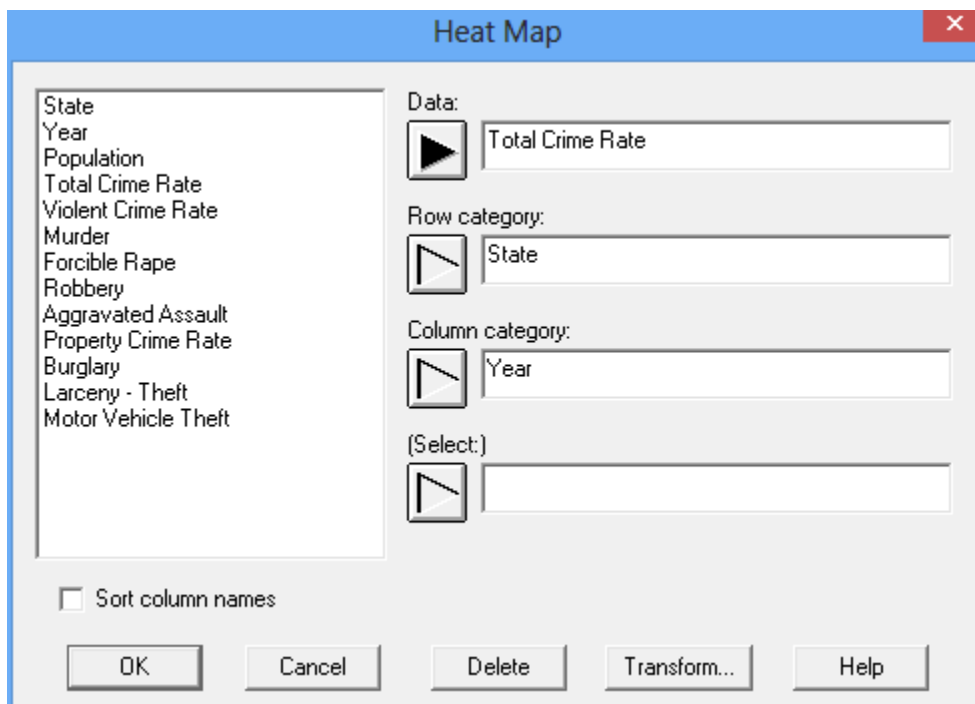 Heat Map
State
Year
Population
Total Crime Rate
Violent Crime Rate
Murder
Forcible Rape
Robbery
Aggravated Assault
Property Crime Rate
Burglary
Larceny - Theft
Motor Vehicle Theft
Data:
Total Crime Rate
Row category:
State
Column category:
Year
(Select:)
Sort column names
OK Cancel Delete Transform... Help